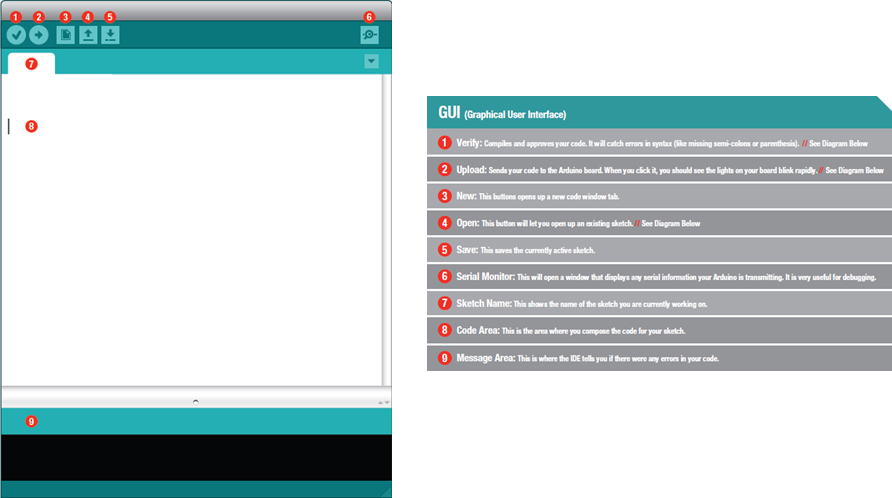 1 2 3 4 5 6
7
8
9
GUI (Graphical User Interface)
1 Verify: Compiles and approves your code. It will catch errors in syntax (like missing semi-colons or parenthesis). // See Diagram Below
2 Upload: Sends your code to the Arduino board. When you click it, you should see the lights on your board blink rapidly. // See Diagram Below
3 New: This buttons opens up a new code window tab.
4 Open: This button will let you open up an existing sketch. // See Diagram Below
5 Save: This saves the currently active sketch.
6 Serial Monitor: This will open a window that displays any serial information your Arduino is transmitting. It is very useful for debugging.
7 Sketch Name: This shows the name of the sketch you are currently working on.
8 Code Area: This is the area where you compose the code for your sketch.
9 Message Area: This is where the IDE tells you if there were any errors in your code.